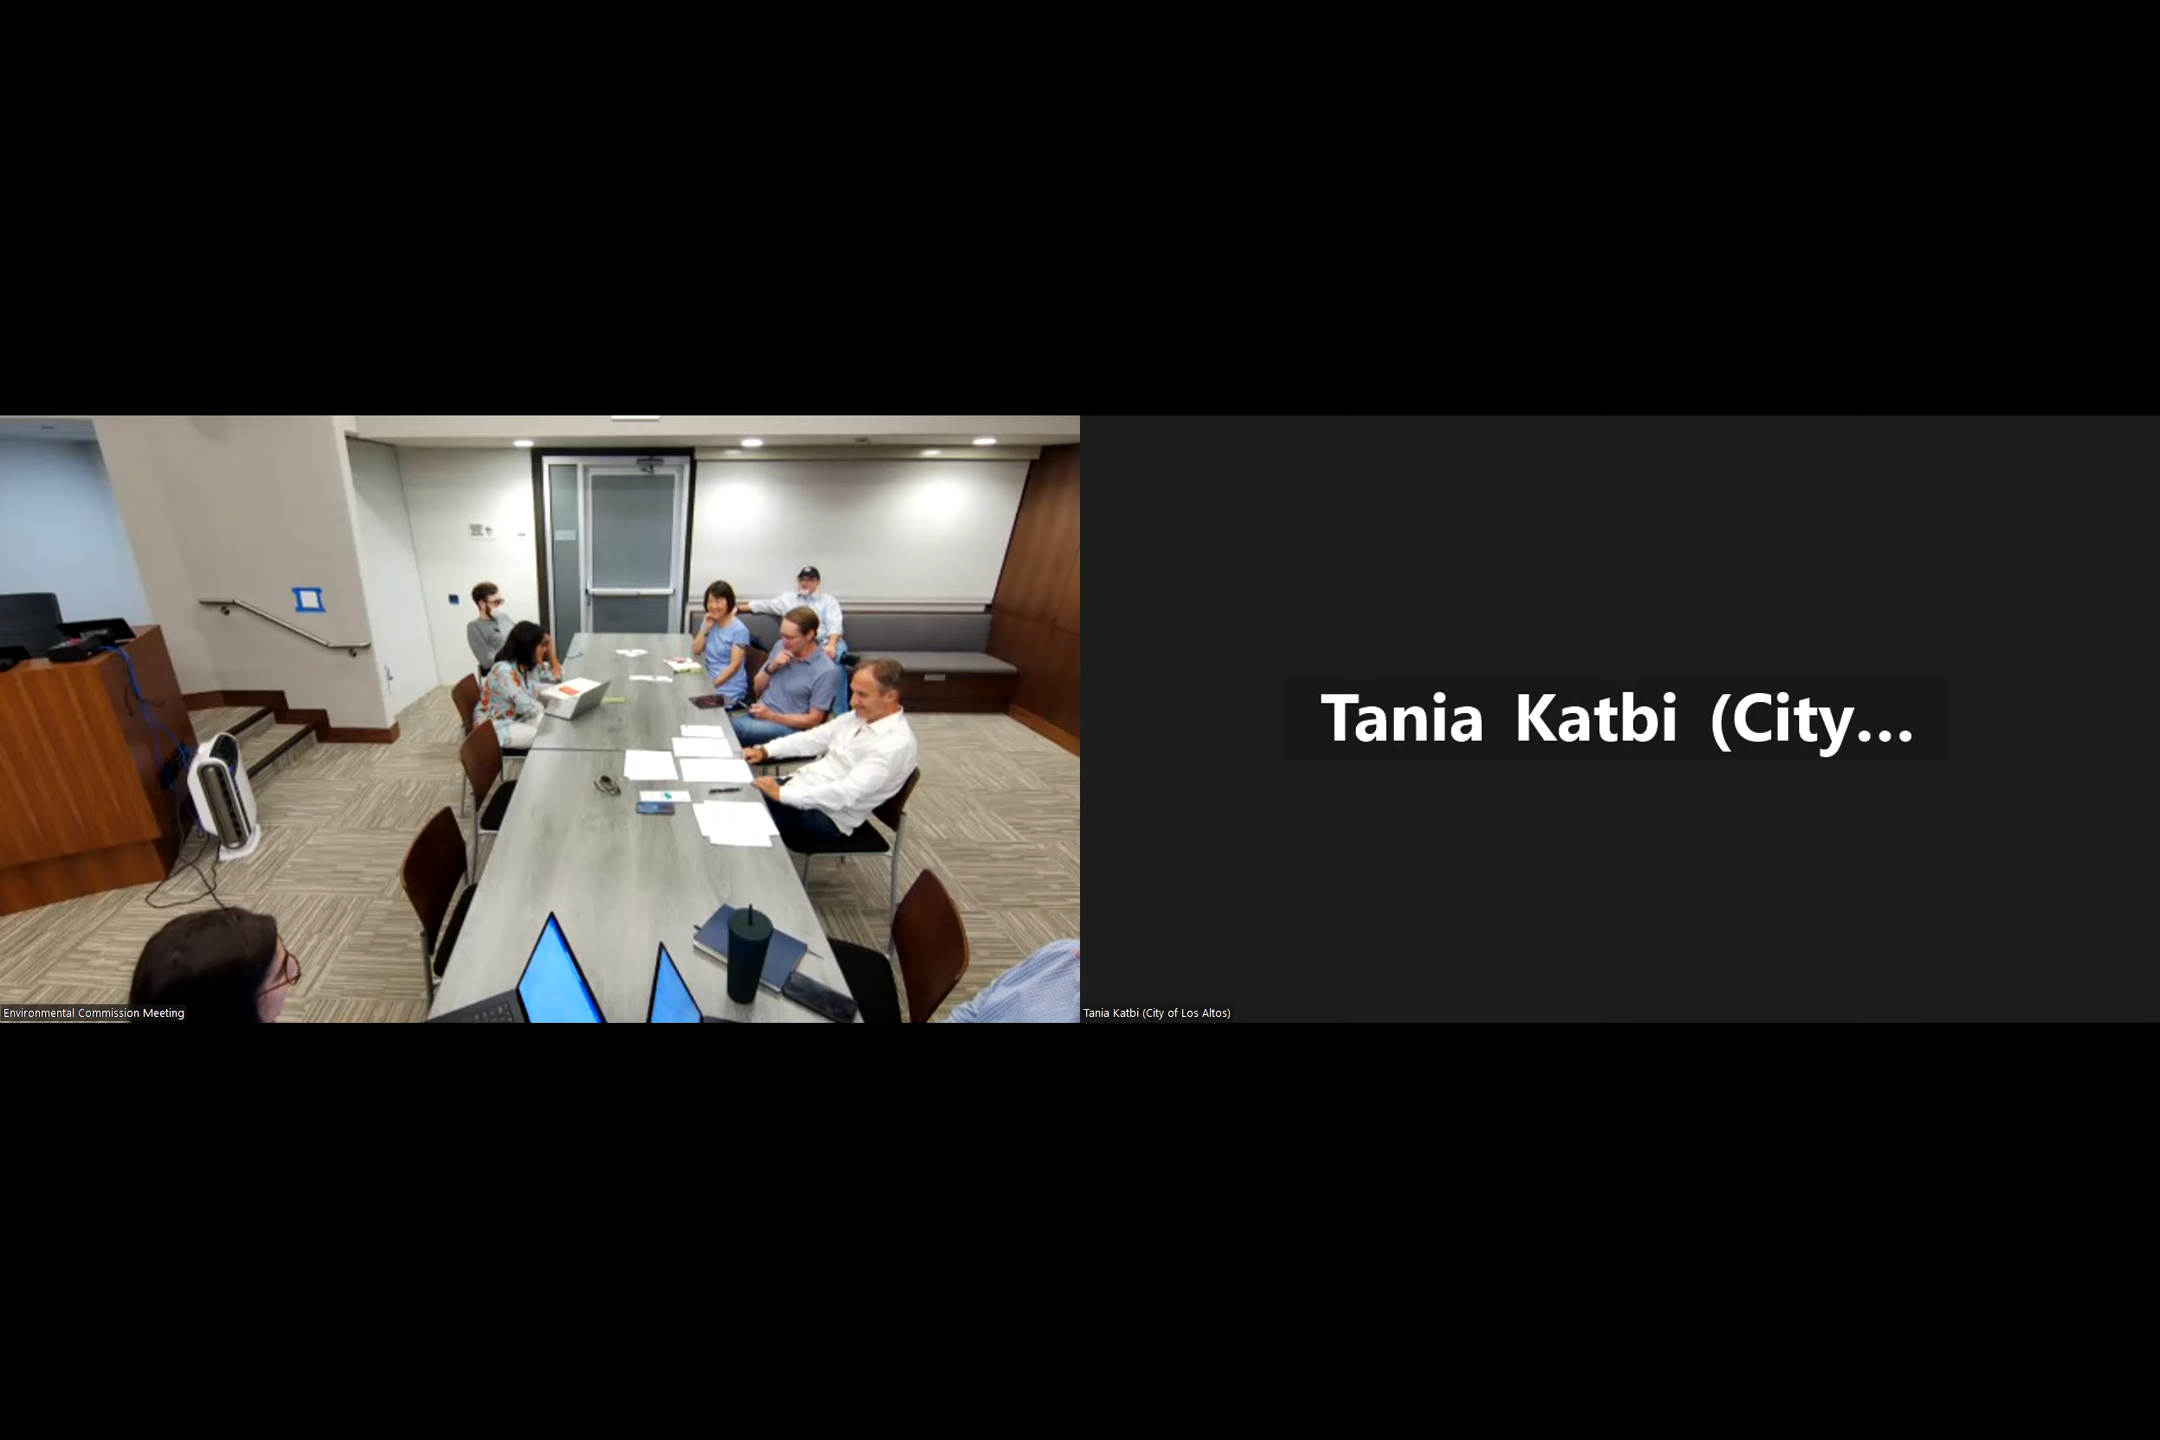 Tania Katbi (City...
Environmental Commission Meeting
Tania Katbi (City of Los Altos)